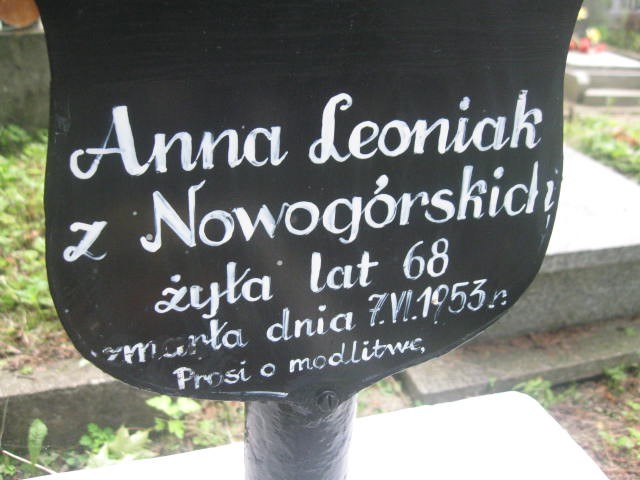 Anna Leoniak
z Nowogórskich
żyła lat 68
zmarła dnia 7.VI.1953 r.
Prosi o modlitwę